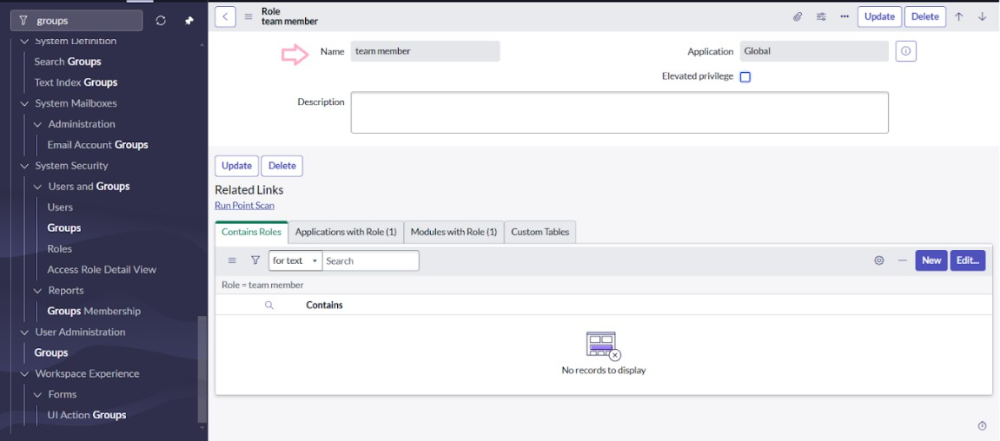 groups
System Definition
Search Groups
Text Index Groups
System Mailboxes
Administration
Email Account Groups
System Security
Users and Groups
Users
Groups
Roles
Access Role Detail View
Reports
Groups Membership
User Administration
Groups
Workspace Experience
Forms
UI Action Groups
Role
team member
Update Delete
Name team member
Application Global
Elevated privilege
Description
Update Delete
Related Links
Run Point Scan
Contains Roles Applications with Role (1) Modules with Role (1) Custom Tables
for text Search New Edit...
Role = team member
Contains
No records to display